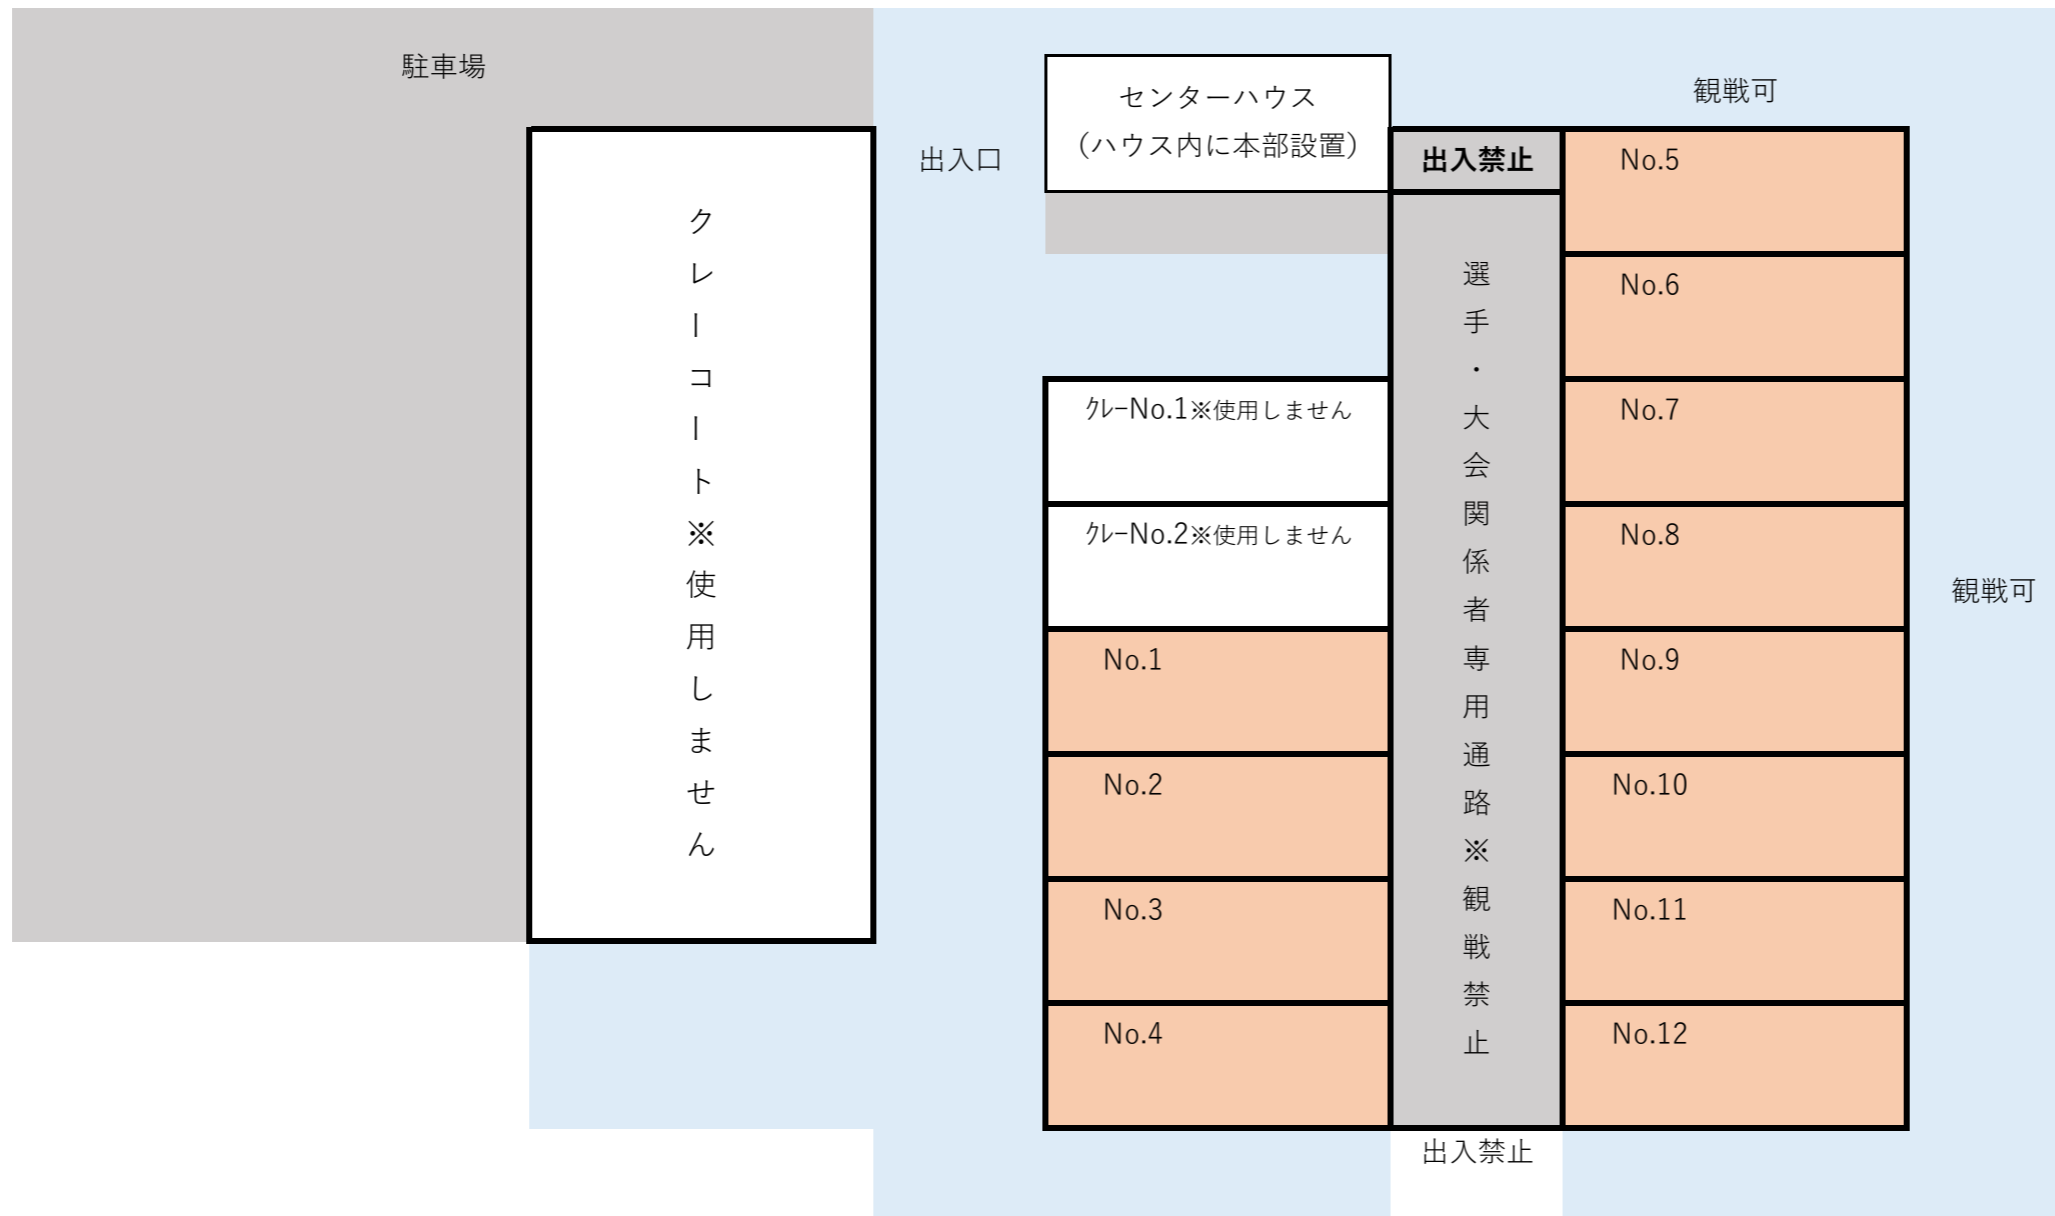 駐車場
センターハウス
（ハウス内に本部設置）
観戦可
出入口
出入禁止
No.5
クレーコート※使用しません
選手・大会関係者専用通路※観戦禁止
No.6
ｸﾚｰNo.1※使用しません
No.7
ｸﾚｰNo.2※使用しません
No.8
観戦可
No.1
No.9
No.2
No.10
No.3
No.11
No.4
No.12
出入禁止